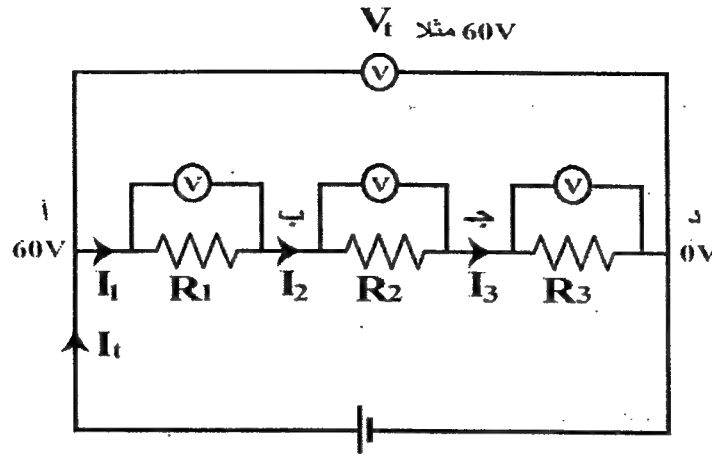 Vt مثلا 60V
V
V V V
أ ب جـ د
60V 0V
I1 R1 I2 R2 I3 R3
It